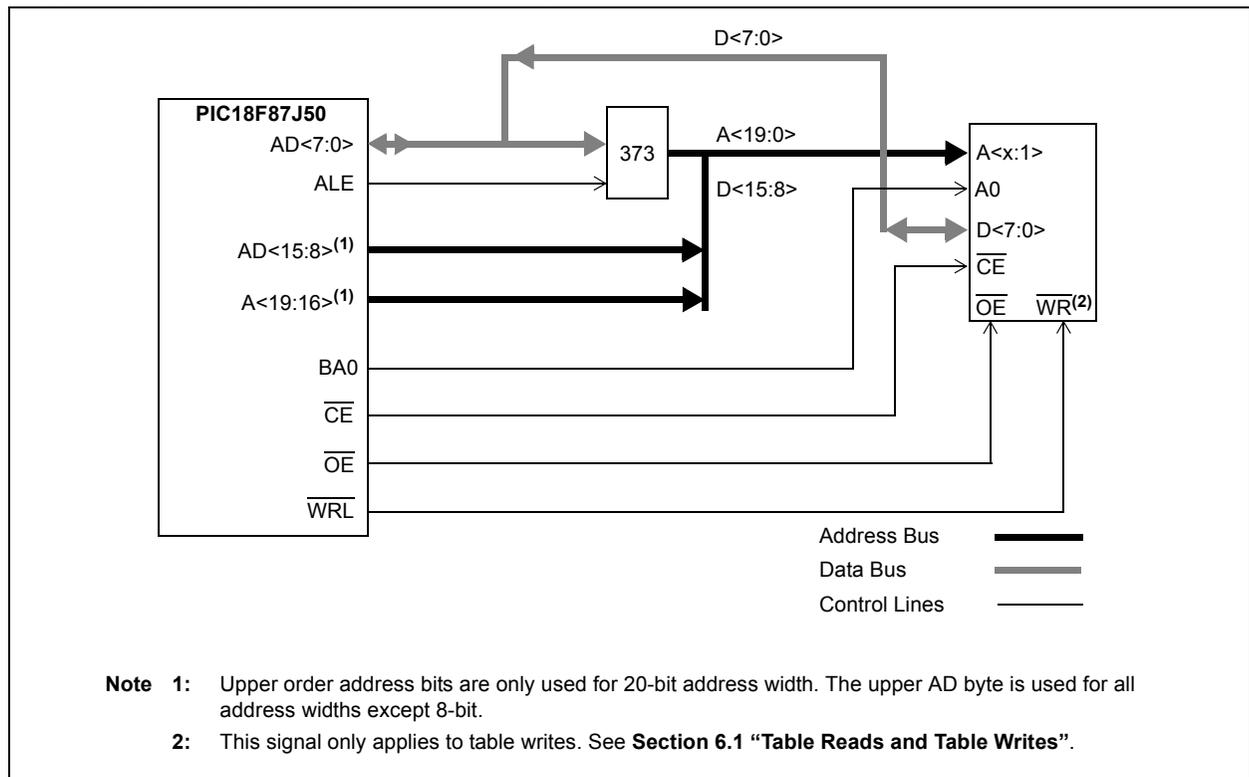 D<7:0>
PIC18F87J50
AD<7:0>
373
A<19:0>
A<x:1>
ALE
D<15:8>
A0
AD<15:8>(1)
D<7:0>
CE
A<19:16>(1)
OE WR(2)
BA0
CE
OE
WRL
Address Bus
Data Bus
Control Lines
Note 1: Upper order address bits are only used for 20-bit address width. The upper AD byte is used for all
address widths except 8-bit.
2: This signal only applies to table writes. See Section 6.1 “Table Reads and Table Writes”.